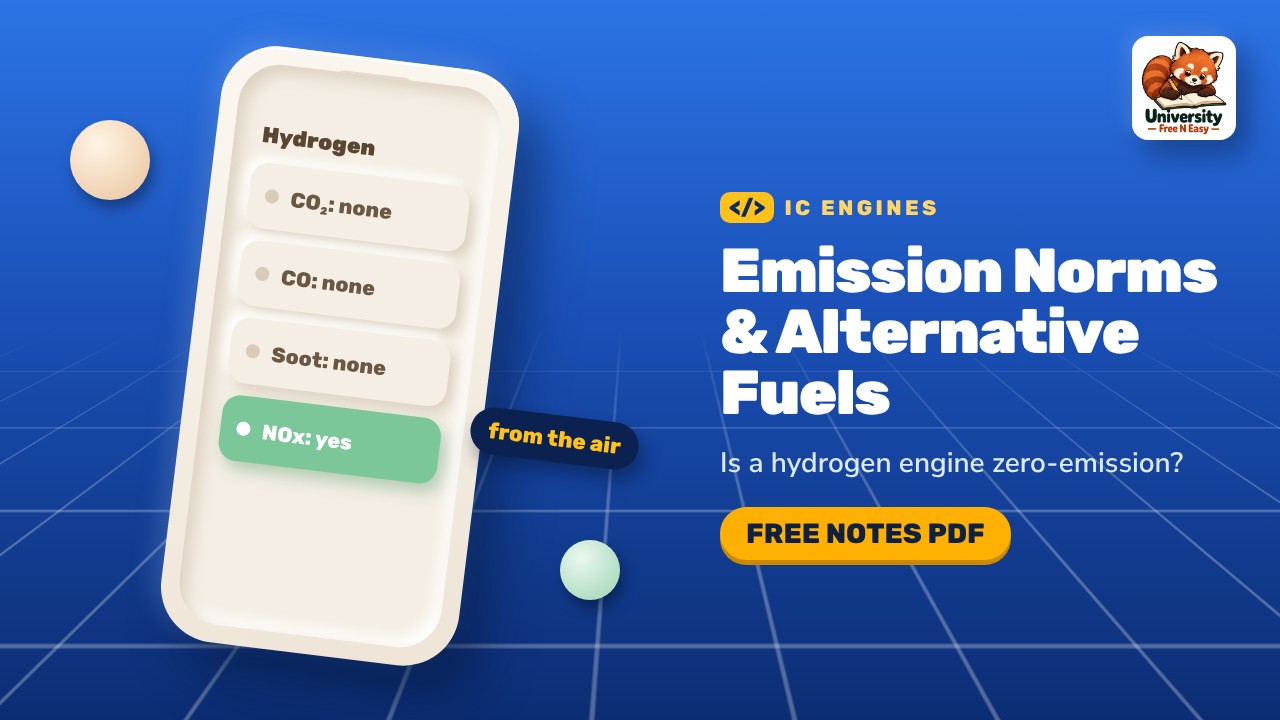 Hydrogen
CO₂: none
CO: none
Soot: none
NOx: yes
from the air
University
Free N Easy
</> IC ENGINES
Emission Norms
& Alternative
Fuels
Is a hydrogen engine zero-emission?
FREE NOTES PDF